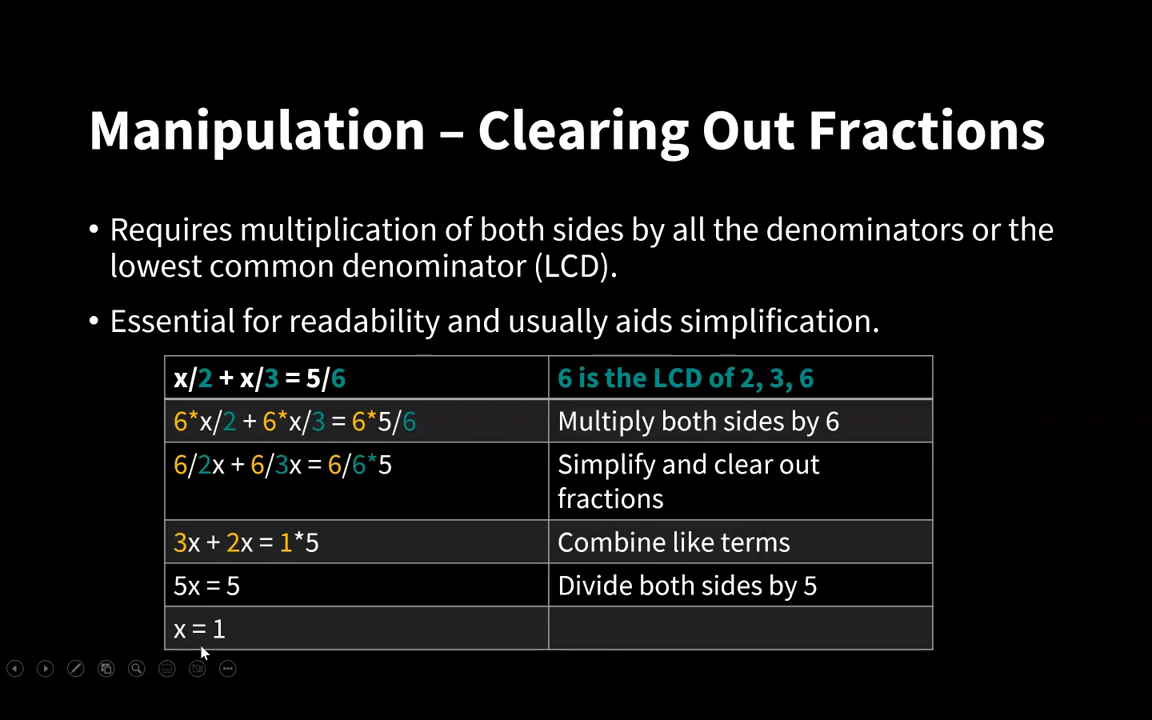 Manipulation – Clearing Out Fractions
• Requires multiplication of both sides by all the denominators or the
lowest common denominator (LCD).
• Essential for readability and usually aids simplification.
x/2 + x/3 = 5/6
6 is the LCD of 2, 3, 6
6*x/2 + 6*x/3 = 6*5/6
Multiply both sides by 6
6/2x + 6/3x = 6/6*5
Simplify and clear out
fractions
3x + 2x = 1*5
Combine like terms
5x = 5
Divide both sides by 5
x = 1